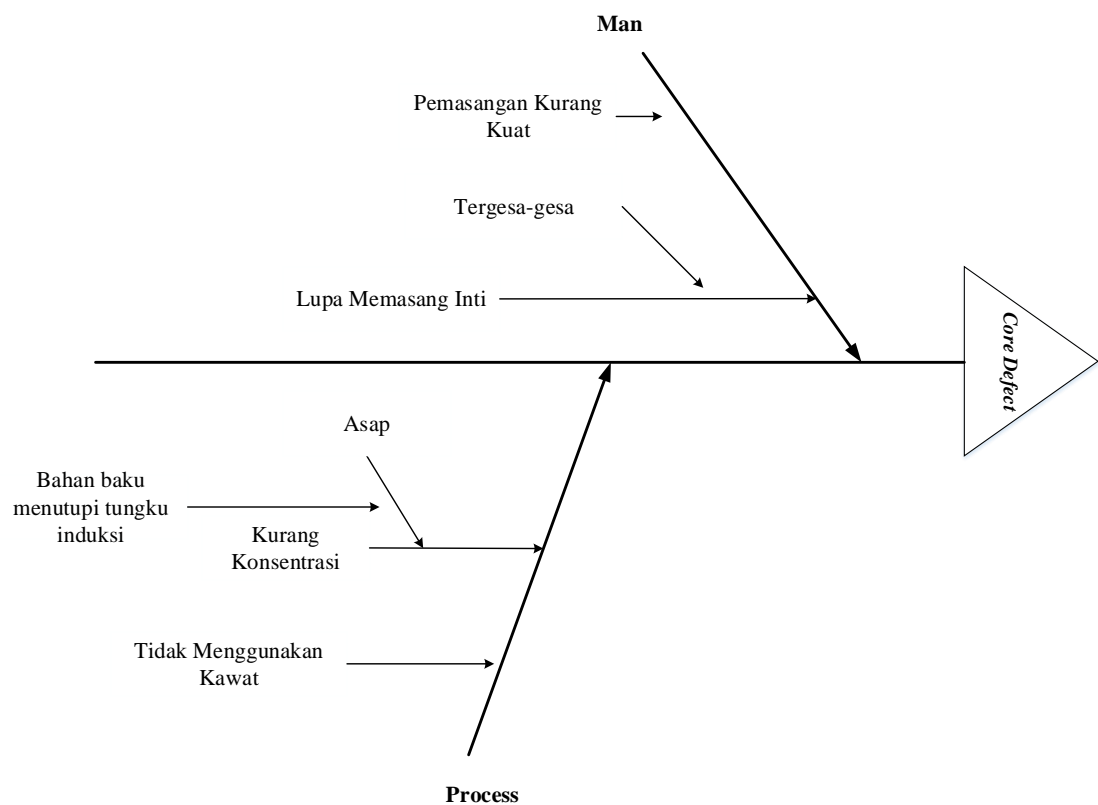 Man
Pemasangan Kurang
Kuat
Tergesa-gesa
Lupa Memasang Inti
Core Defect
Asap
Bahan baku
menutupi tungku
induksi
Kurang
Konsentrasi
Tidak Menggunakan
Kawat
Process